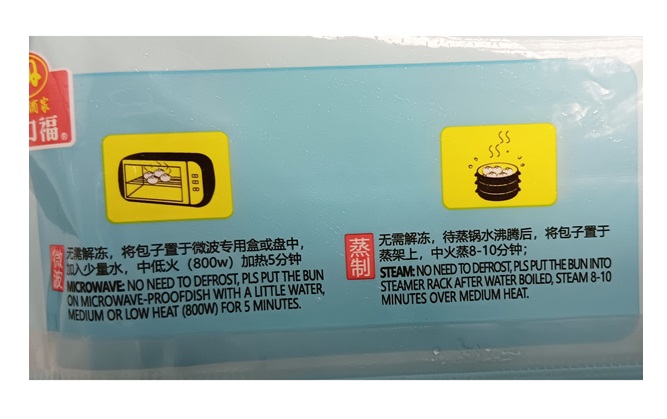 酒家
福®
微波
无需解冻，将包子置于微波专用盒或盘中，
加入少量水，中低火（800w）加热5分钟
MICROWAVE: NO NEED TO DEFROST, PLS PUT THE BUN
ON MICROWAVE-PROOFDISH WITH A LITTLE WATER,
MEDIUM OR LOW HEAT (800W) FOR 5 MINUTES.
蒸制
无需解冻，待蒸锅水沸腾后，将包子置于
蒸架上，中火蒸8-10分钟；
STEAM: NO NEED TO DEFROST, PLS PUT THE BUN INTO
STEAMER RACK AFTER WATER BOILED, STEAM 8-10
MINUTES OVER MEDIUM HEAT.